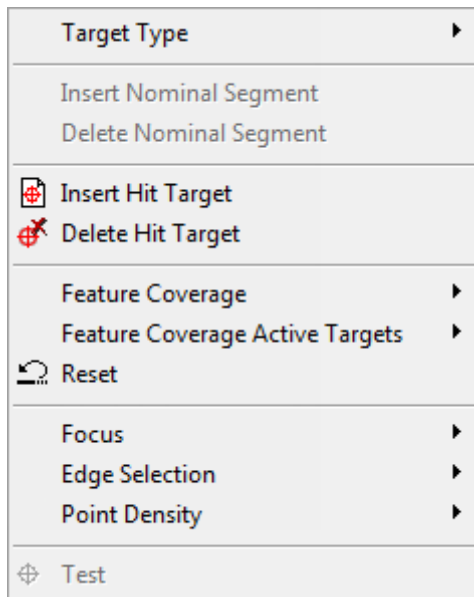 Target Type
Insert Nominal Segment
Delete Nominal Segment
Insert Hit Target
Delete Hit Target
Feature Coverage
Feature Coverage Active Targets
Reset
Focus
Edge Selection
Point Density
Test